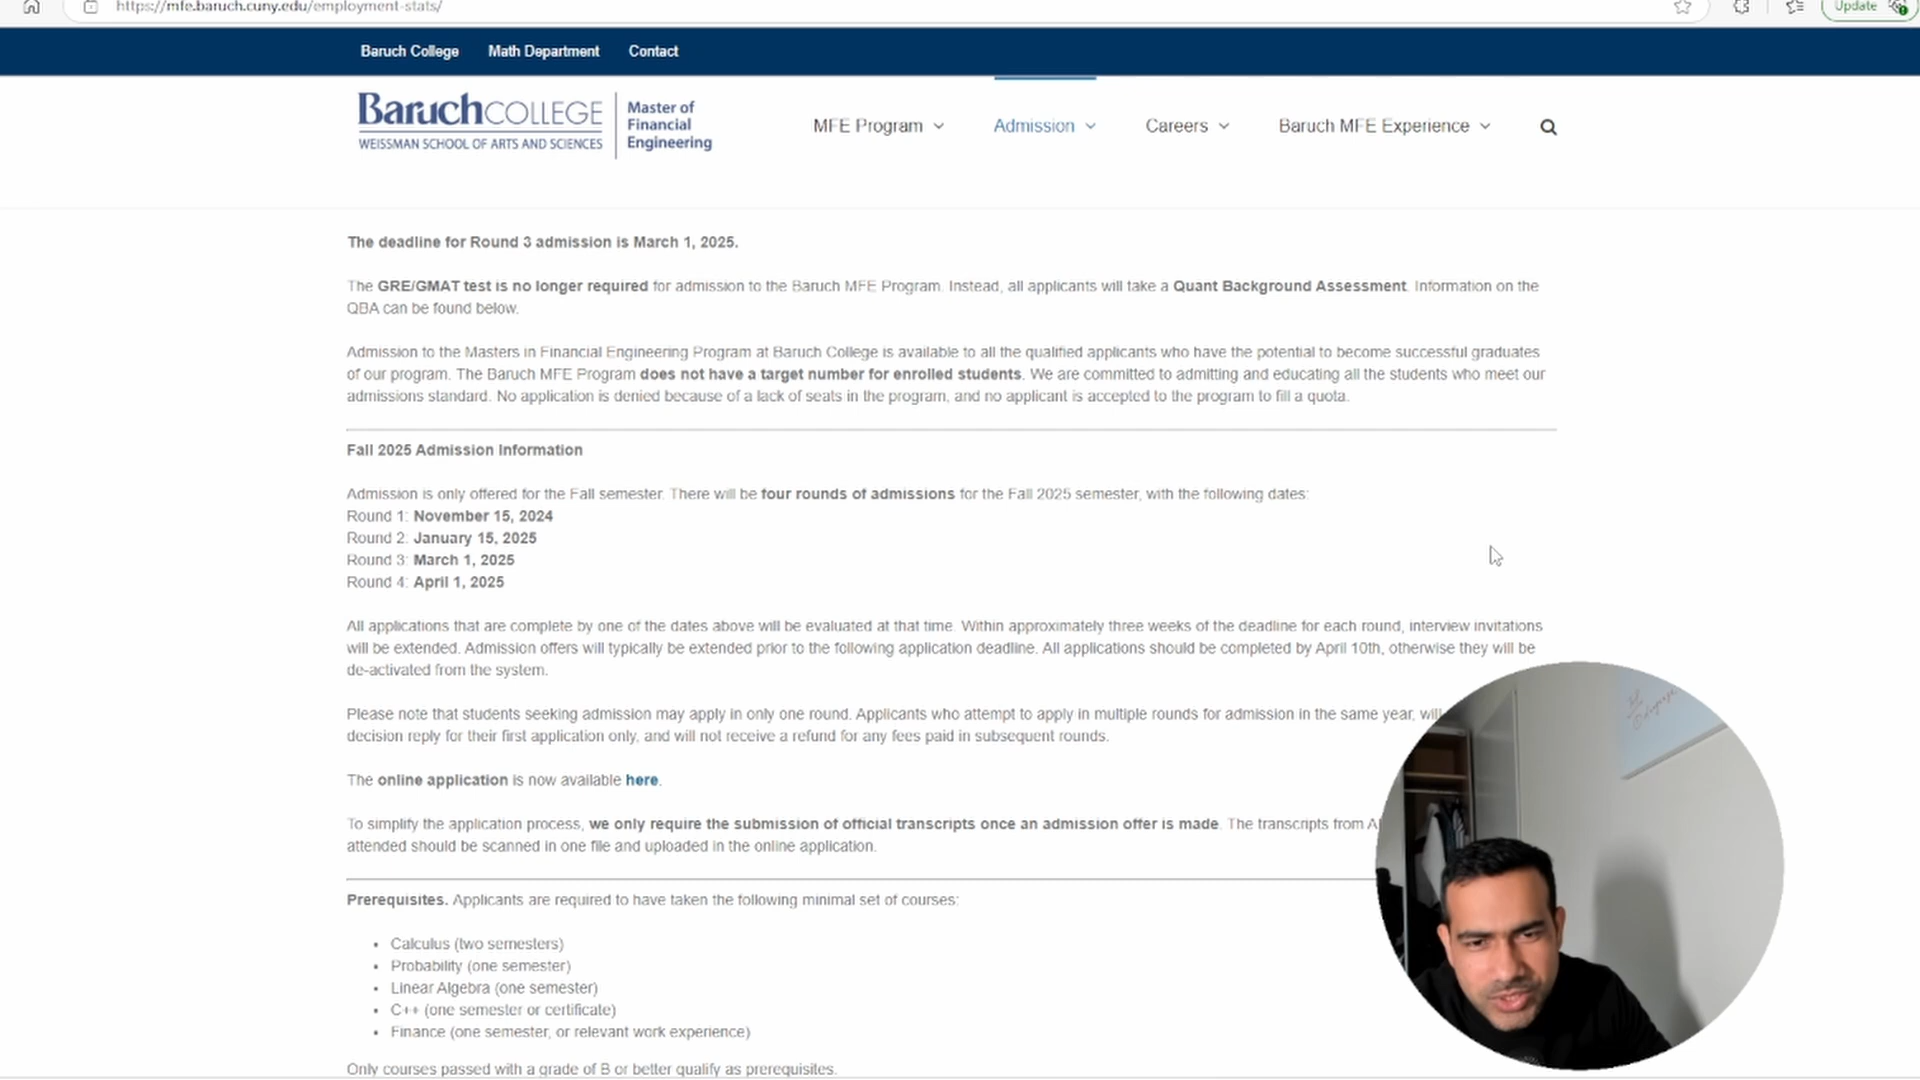 https://mfe.baruch.cuny.edu/employment-stats/
Update
Baruch College Math Department Contact
BaruchCOLLEGE
WEISSMAN SCHOOL OF ARTS AND SCIENCES
Master of
Financial
Engineering
MFE Program Admission Careers Baruch MFE Experience
The deadline for Round 3 admission is March 1, 2025.
The GRE/GMAT test is no longer required for admission to the Baruch MFE Program. Instead, all applicants will take a Quant Background Assessment. Information on the
QBA can be found below.
Admission to the Masters in Financial Engineering Program at Baruch College is available to all the qualified applicants who have the potential to become successful graduates
of our program. The Baruch MFE Program does not have a target number for enrolled students. We are committed to admitting and educating all the students who meet our
admissions standard. No application is denied because of a lack of seats in the program, and no applicant is accepted to the program to fill a quota.
Fall 2025 Admission Information
Admission is only offered for the Fall semester. There will be four rounds of admissions for the Fall 2025 semester, with the following dates:
Round 1: November 15, 2024
Round 2: January 15, 2025
Round 3: March 1, 2025
Round 4: April 1, 2025
All applications that are complete by one of the dates above will be evaluated at that time. Within approximately three weeks of the deadline for each round, interview invitations
will be extended. Admission offers will typically be extended prior to the following application deadline. All applications should be completed by April 10th, otherwise they will be
de-activated from the system.
Please note that students seeking admission may apply in only one round. Applicants who attempt to apply in multiple rounds for admission in the same year, will
decision reply for their first application only, and will not receive a refund for any fees paid in subsequent rounds.
The online application is now available here.
To simplify the application process, we only require the submission of official transcripts once an admission offer is made. The transcripts from
attended should be scanned in one file and uploaded in the online application.
Prerequisites. Applicants are required to have taken the following minimal set of courses:
• Calculus (two semesters)
• Probability (one semester)
• Linear Algebra (one semester)
• C++ (one semester or certificate)
• Finance (one semester, or relevant work experience)
Only courses passed with a grade of B or better qualify as prerequisites.